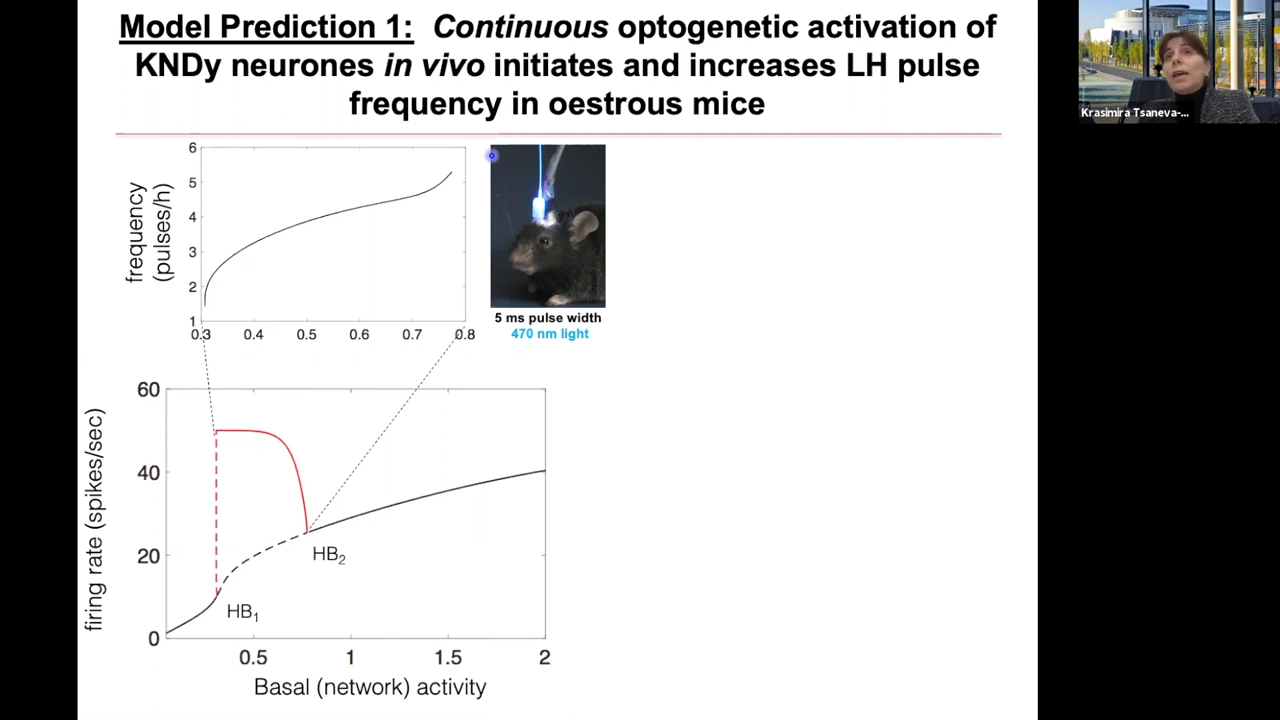 Model Prediction 1: Continuous optogenetic activation of
KNDy neurones in vivo initiates and increases LH pulse
frequency in oestrous mice
Krasimira Tsaneva-...
frequency
(pulses/h)
6
5
4
3
2
1
0.3 0.4 0.5 0.6 0.7 0.8
5 ms pulse width
470 nm light
firing rate (spikes/sec)
60
40
20
0
HB2
HB1
0.5 1 1.5 2
Basal (network) activity